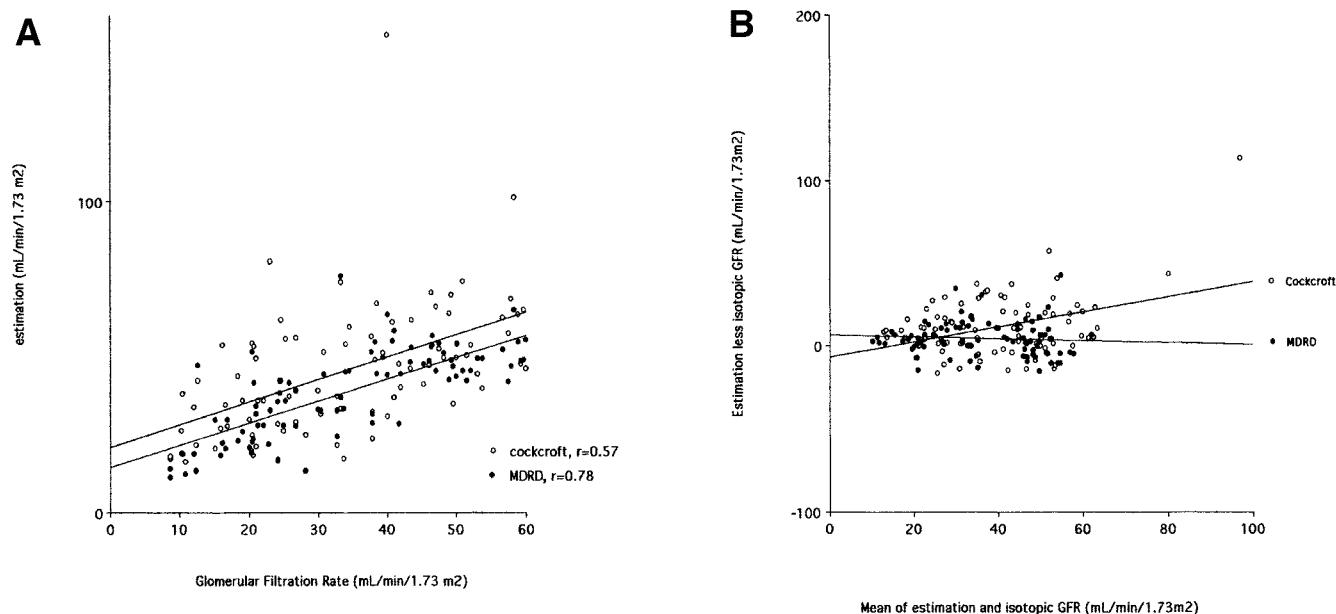 A
estimation (mL/min/1.73 m2)
100
0
0 10 20 30 40 50 60
cockcroft, r=0.57
MDRD, r=0.78
Glomerular Filtration Rate (mL/min/1.73 m2)
B
Estimation less isotopic GFR (mL/min/1.73m2)
200
100
0
-100
0 20 40 60 80 100
Cockcroft
MDRD
Mean of estimation and isotopic GFR (mL/min/1.73m2)